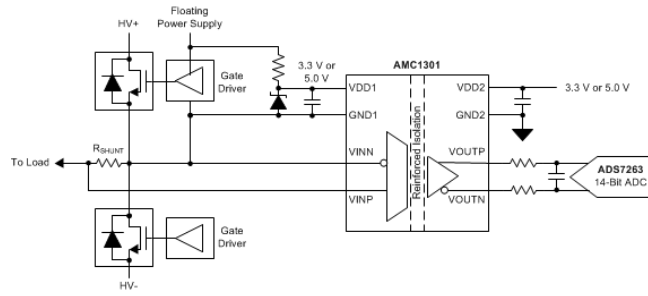 HV+
Floating
Power Supply
Gate
Driver
3.3 V or
5.0 V
AMC1301
VDD1
VDD2
3.3 V or 5.0 V
GND1
GND2
Reinforced Isolation
RSHUNT
To Load
VINN
VOUTP
VINP
VOUTN
ADS7263
14-Bit ADC
Gate
Driver
HV-